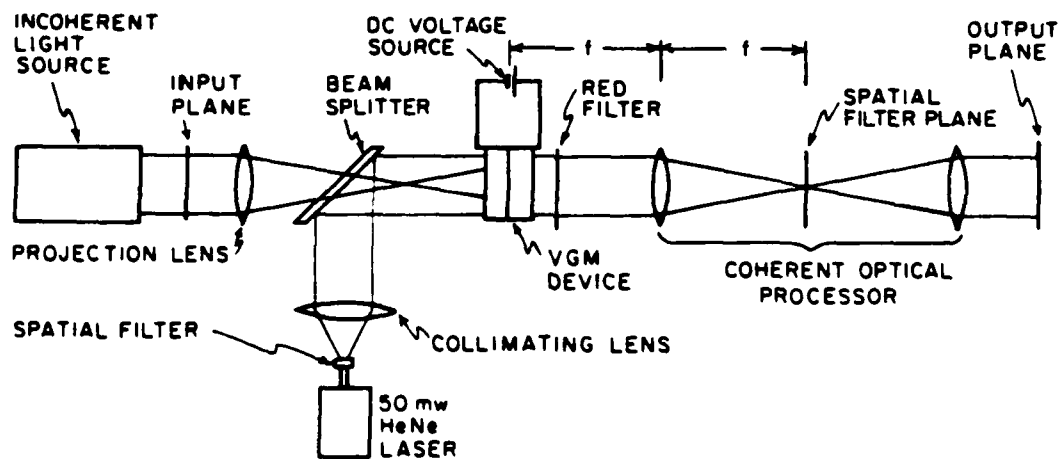 INCOHERENT
LIGHT
SOURCE
INPUT
PLANE
BEAM
SPLITTER
DC VOLTAGE
SOURCE
f
f
RED
FILTER
SPATIAL
FILTER PLANE
OUTPUT
PLANE
PROJECTION LENS
VGM
DEVICE
COHERENT OPTICAL
PROCESSOR
SPATIAL FILTER
COLLIMATING LENS
50 mw
HeNe
LASER